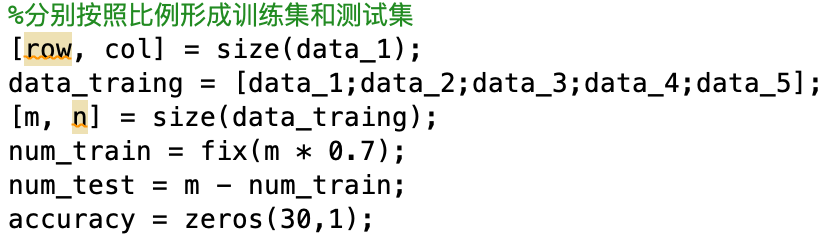 %分别按照比例形成训练集和测试集
[row, col] = size(data_1);
data_traing = [data_1;data_2;data_3;data_4;data_5];
[m, n] = size(data_traing);
num_train = fix(m * 0.7);
num_test = m - num_train;
accuracy = zeros(30,1);